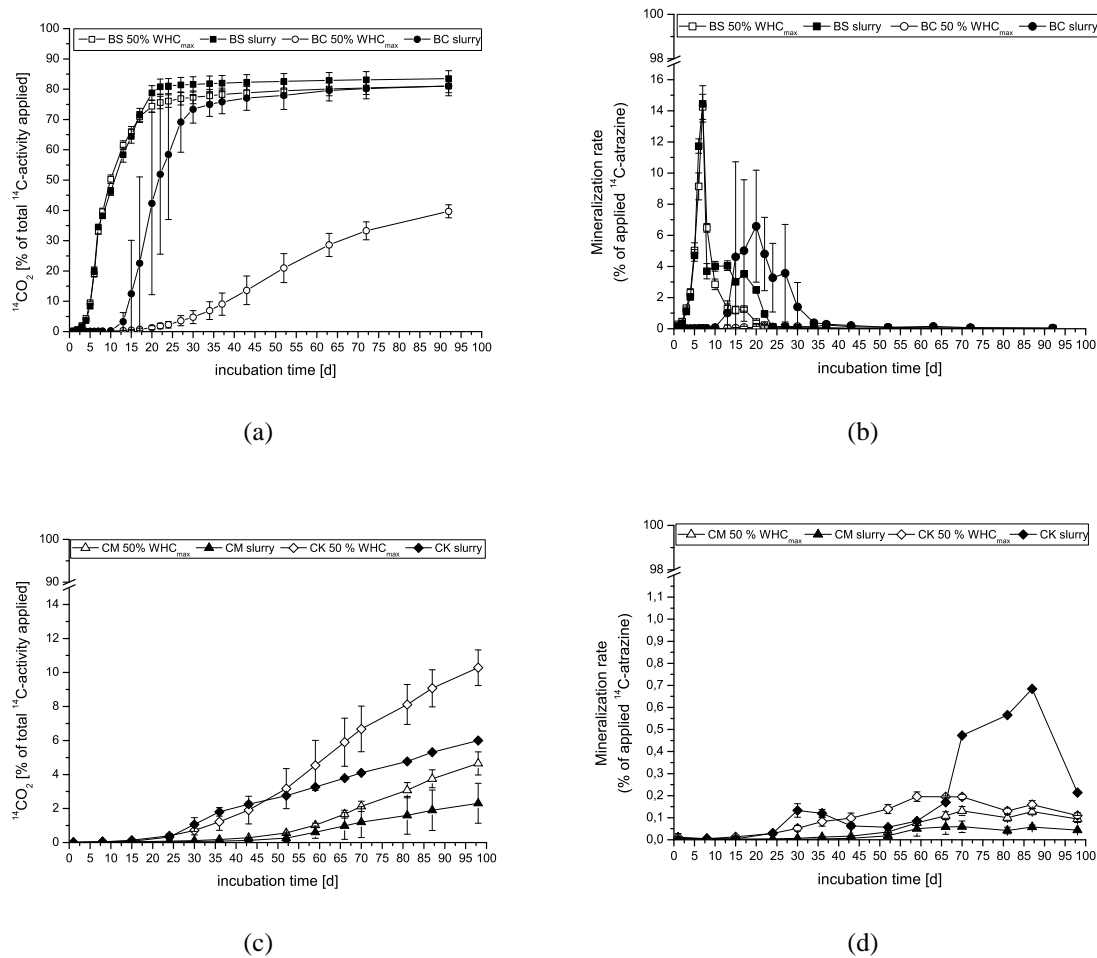 BS 50% WHCmax BS slurry BC 50% WHCmax BC slurry
100
90
80
70
60
50
40
30
20
10
0
14CO2 [% of total 14C-activity applied]
0 5 10 15 20 25 30 35 40 45 50 55 60 65 70 75 80 85 90 95 100
incubation time [d]
(a)
BS 50% WHCmax BS slurry BC 50 % WHCmax BC slurry
100
98
16
14
12
10
8
6
4
2
0
Mineralization rate
(% of applied 14C-atrazine)
0 5 10 15 20 25 30 35 40 45 50 55 60 65 70 75 80 85 90 95 100
incubation time [d]
(b)
CM 50% WHCmax CM slurry CK 50 % WHCmax CK slurry
100
90
14
12
10
8
6
4
2
0
14CO2 [% of total 14C-activity applied]
0 5 10 15 20 25 30 35 40 45 50 55 60 65 70 75 80 85 90 95 100
incubation time [d]
(c)
CM 50% WHCmax CM slurry CK 50 % WHCmax CK slurry
100
98
1,1
1,0
0,9
0,8
0,7
0,6
0,5
0,4
0,3
0,2
0,1
0,0
Mineralization rate
(% of applied 14C-atrazine)
0 5 10 15 20 25 30 35 40 45 50 55 60 65 70 75 80 85 90 95 100
incubation time [d]
(d)